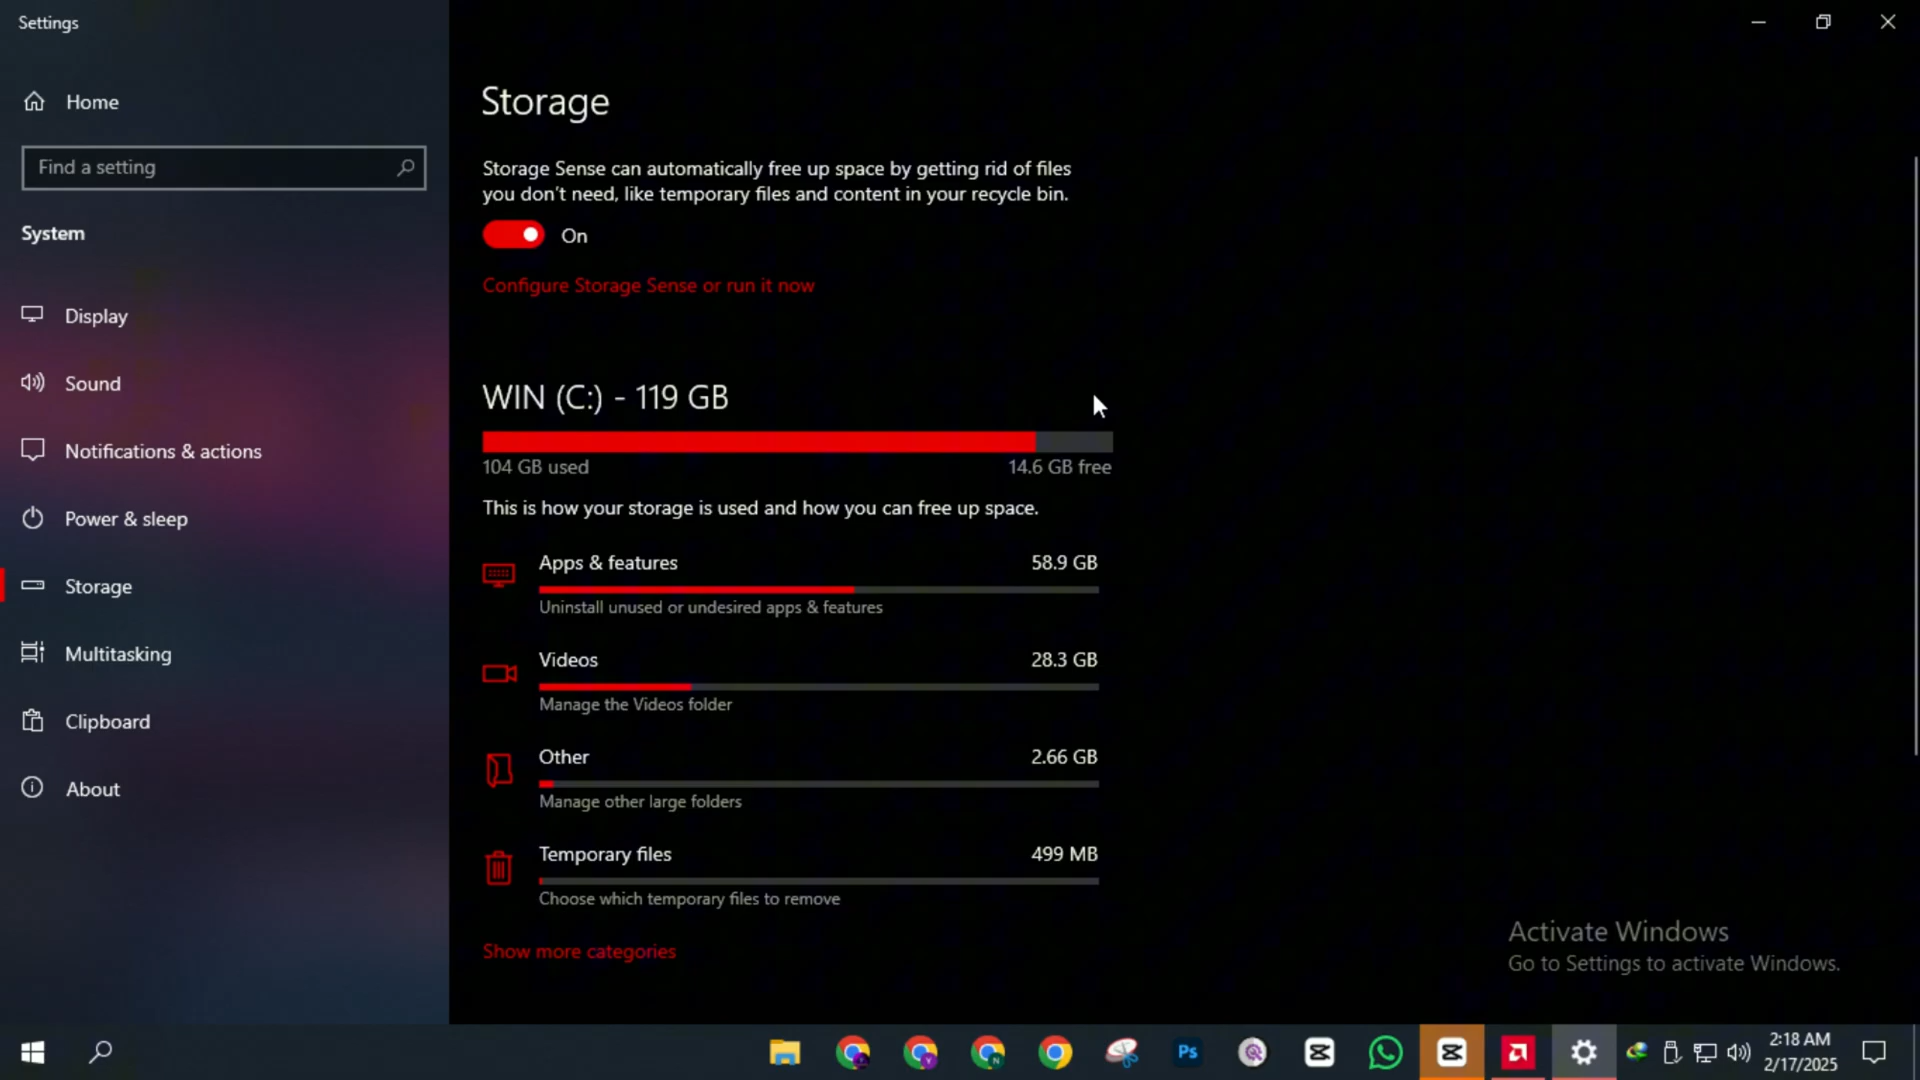 Settings
Home
Find a setting
System
Display
Sound
Notifications & actions
Power & sleep
Storage
Multitasking
Clipboard
About
Storage
Storage Sense can automatically free up space by getting rid of files
you don't need, like temporary files and content in your recycle bin.
On
Configure Storage Sense or run it now
WIN (C:) - 119 GB
104 GB used
14.6 GB free
This is how your storage is used and how you can free up space.
Apps & features
58.9 GB
Uninstall unused or undesired apps & features
Videos
28.3 GB
Manage the Videos folder
Other
2.66 GB
Manage other large folders
Temporary files
499 MB
Choose which temporary files to remove
Show more categories
Activate Windows
Go to Settings to activate Windows.
Ps
2:18 AM
2/17/2025